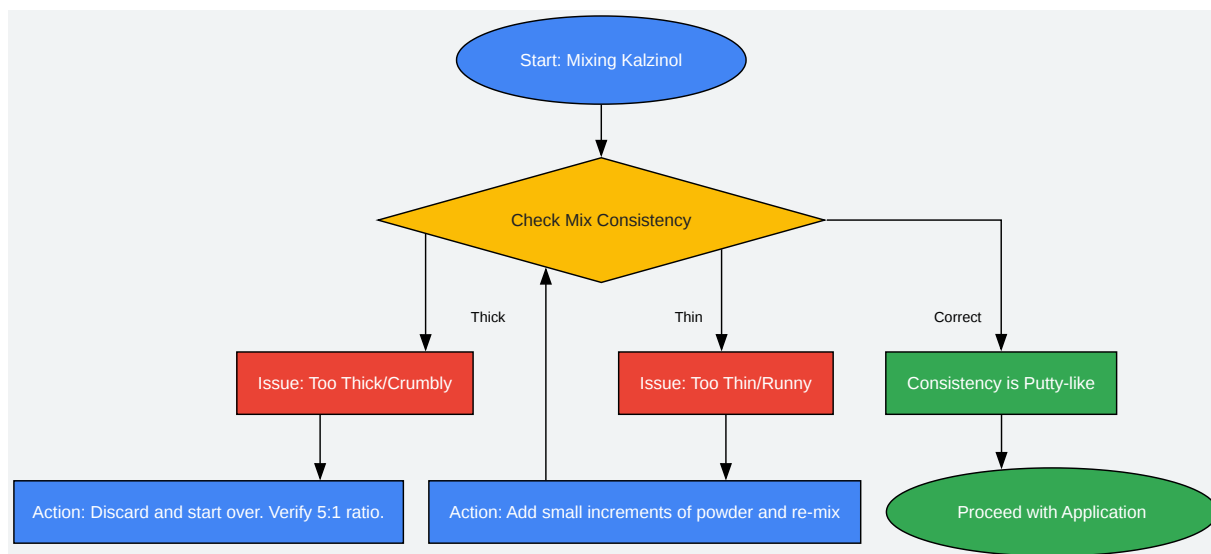 Start: Mixing Kalzinol
Check Mix Consistency
Thick
Thin
Correct
Issue: Too Thick/Crumbly
Issue: Too Thin/Runny
Consistency is Putty-like
Action: Discard and start over. Verify 5:1 ratio.
Action: Add small increments of powder and re-mix
Proceed with Application